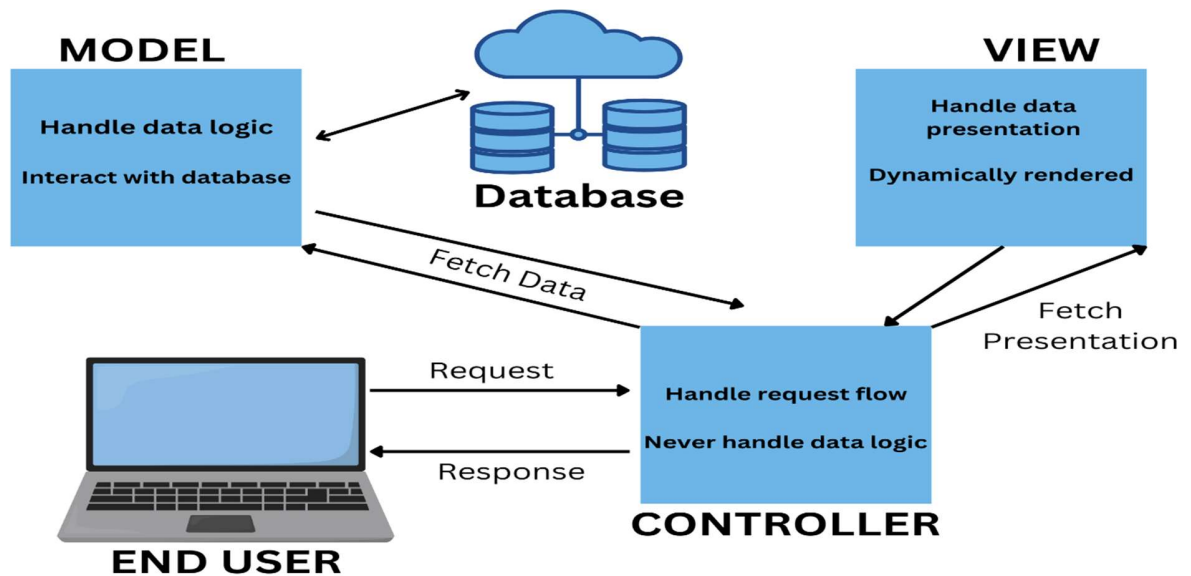 MODEL
Handle data logic
Interact with database
Database
VIEW
Handle data
presentation
Dynamically rendered
Fetch Data
Fetch
Presentation
Request
Response
Handle request flow
Never handle data logic
CONTROLLER
END USER